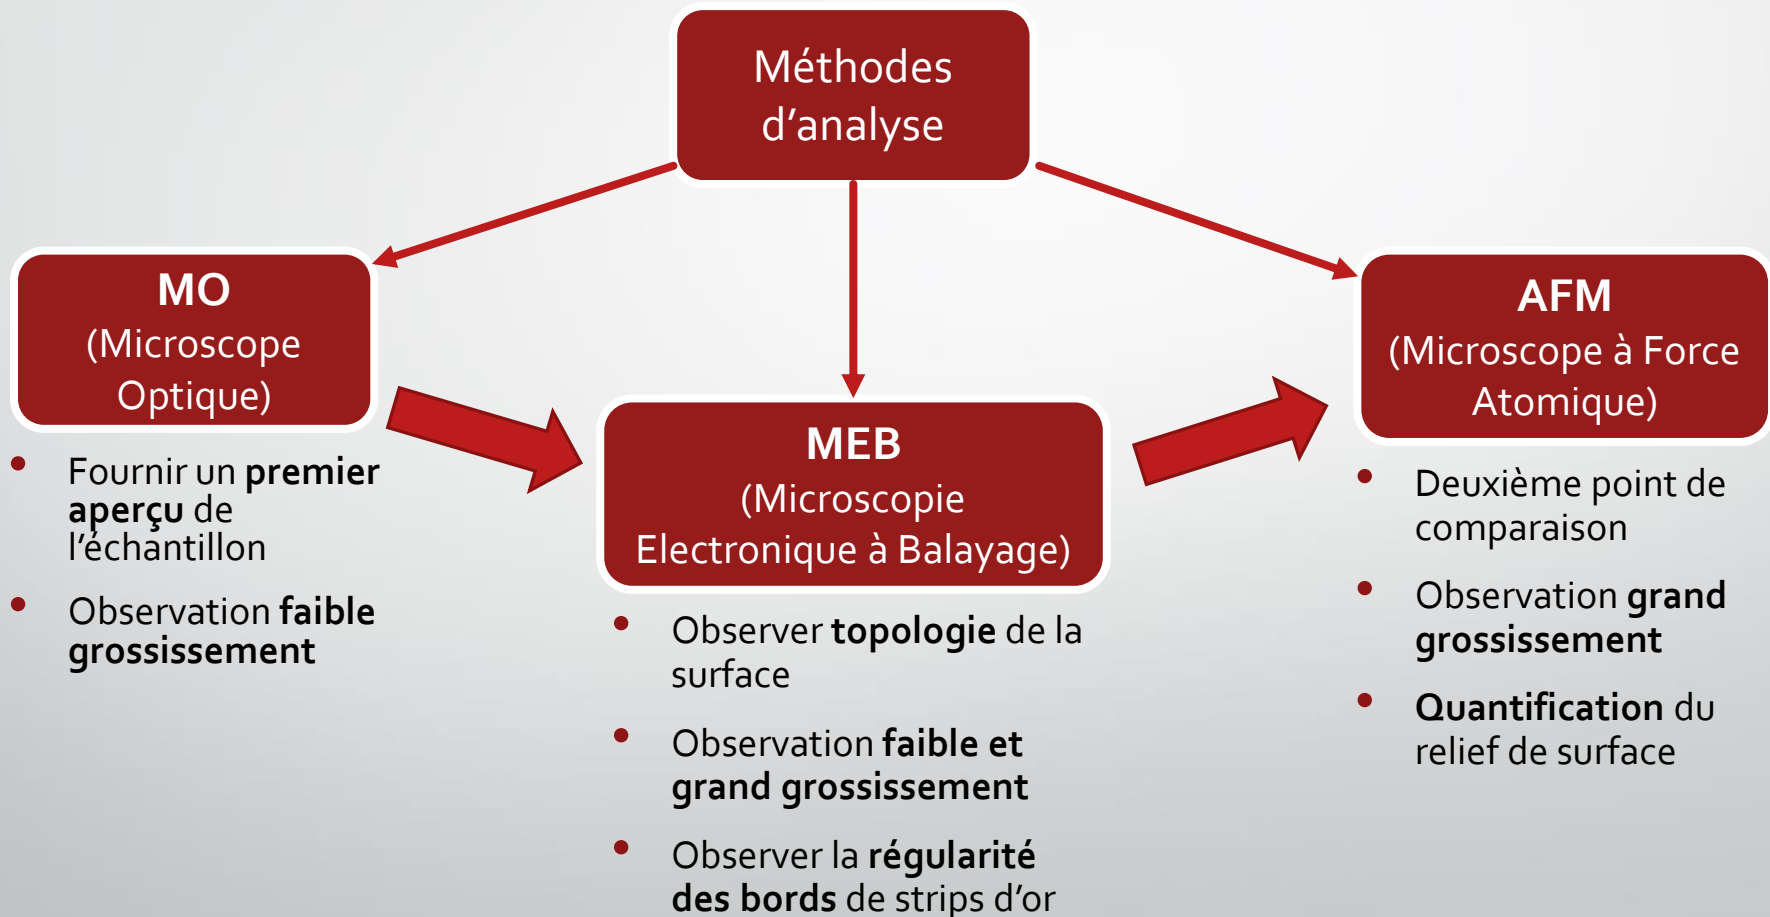 Méthodes
d’analyse
MO
(Microscope
Optique)
• Fournir un premier
aperçu de
l’échantillon
• Observation faible
grossissement
MEB
(Microscopie
Electronique à Balayage)
• Observer topologie de la
surface
• Observation faible et
grand grossissement
• Observer la régularité
des bords de strips d’or
AFM
(Microscope à Force
Atomique)
• Deuxième point de
comparaison
• Observation grand
grossissement
• Quantification du
relief de surface